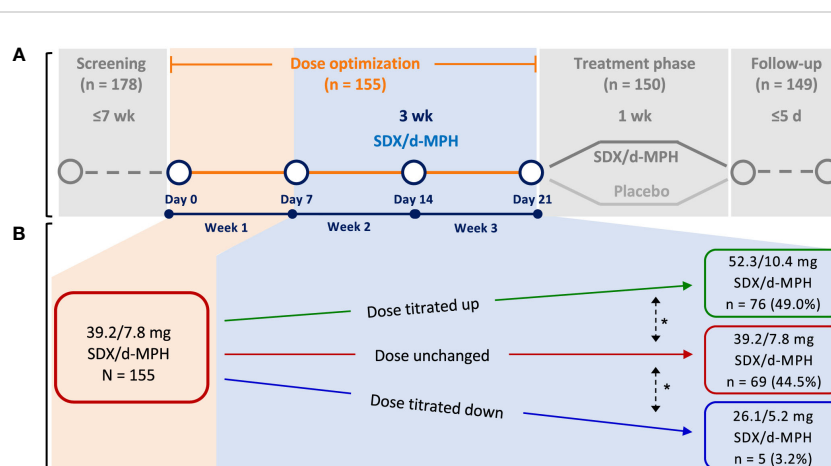 A
Screening
(n = 178)
≤7 wk
Dose optimization
(n = 155)
3 wk
SDX/d-MPH
Treatment phase
(n = 150)
1 wk
SDX/d-MPH
Placebo
Follow-up
(n = 149)
≤5 d
Day 0
Day 7
Day 14
Day 21
Week 1
Week 2
Week 3
B
39.2/7.8 mg
SDX/d-MPH
N = 155
Dose titrated up
Dose unchanged
Dose titrated down
*
*
52.3/10.4 mg
SDX/d-MPH
n = 76 (49.0%)
39.2/7.8 mg
SDX/d-MPH
n = 69 (44.5%)
26.1/5.2 mg
SDX/d-MPH
n = 5 (3.2%)